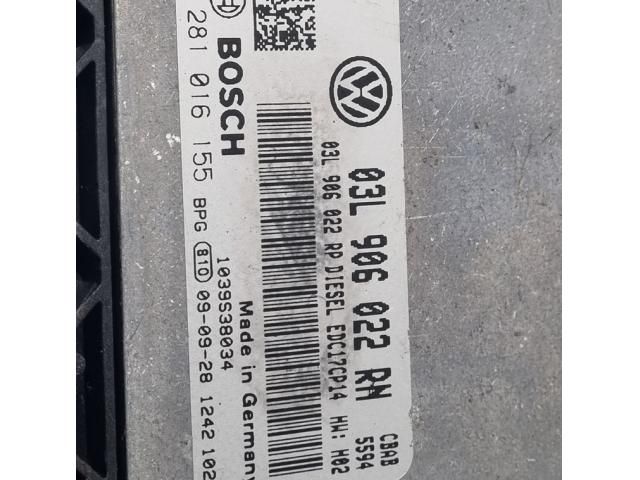 03L 906 022 RN CBAB
5594
03L 906 022 RP DIESEL EDC17CP14 HW: H02
Made in Germany
1039S38034
BOSCH
281 016 155 BPG 81D 09-09-28 1242 102